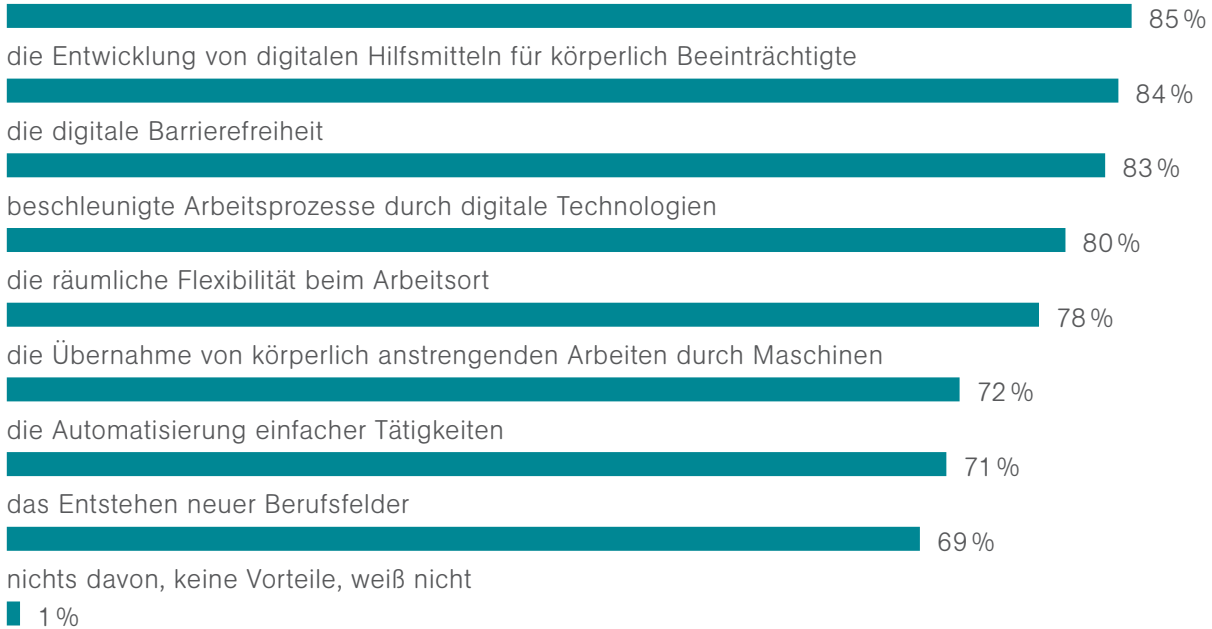 85 %
die Entwicklung von digitalen Hilfsmitteln für körperlich Beeinträchtigte
84 %
die digitale Barrierefreiheit
83 %
beschleunigte Arbeitsprozesse durch digitale Technologien
80 %
die räumliche Flexibilität beim Arbeitsort
78 %
die Übernahme von körperlich anstrengenden Arbeiten durch Maschinen
72 %
die Automatisierung einfacher Tätigkeiten
71 %
das Entstehen neuer Berufsfelder
69 %
nichts davon, keine Vorteile, weiß nicht
1 %